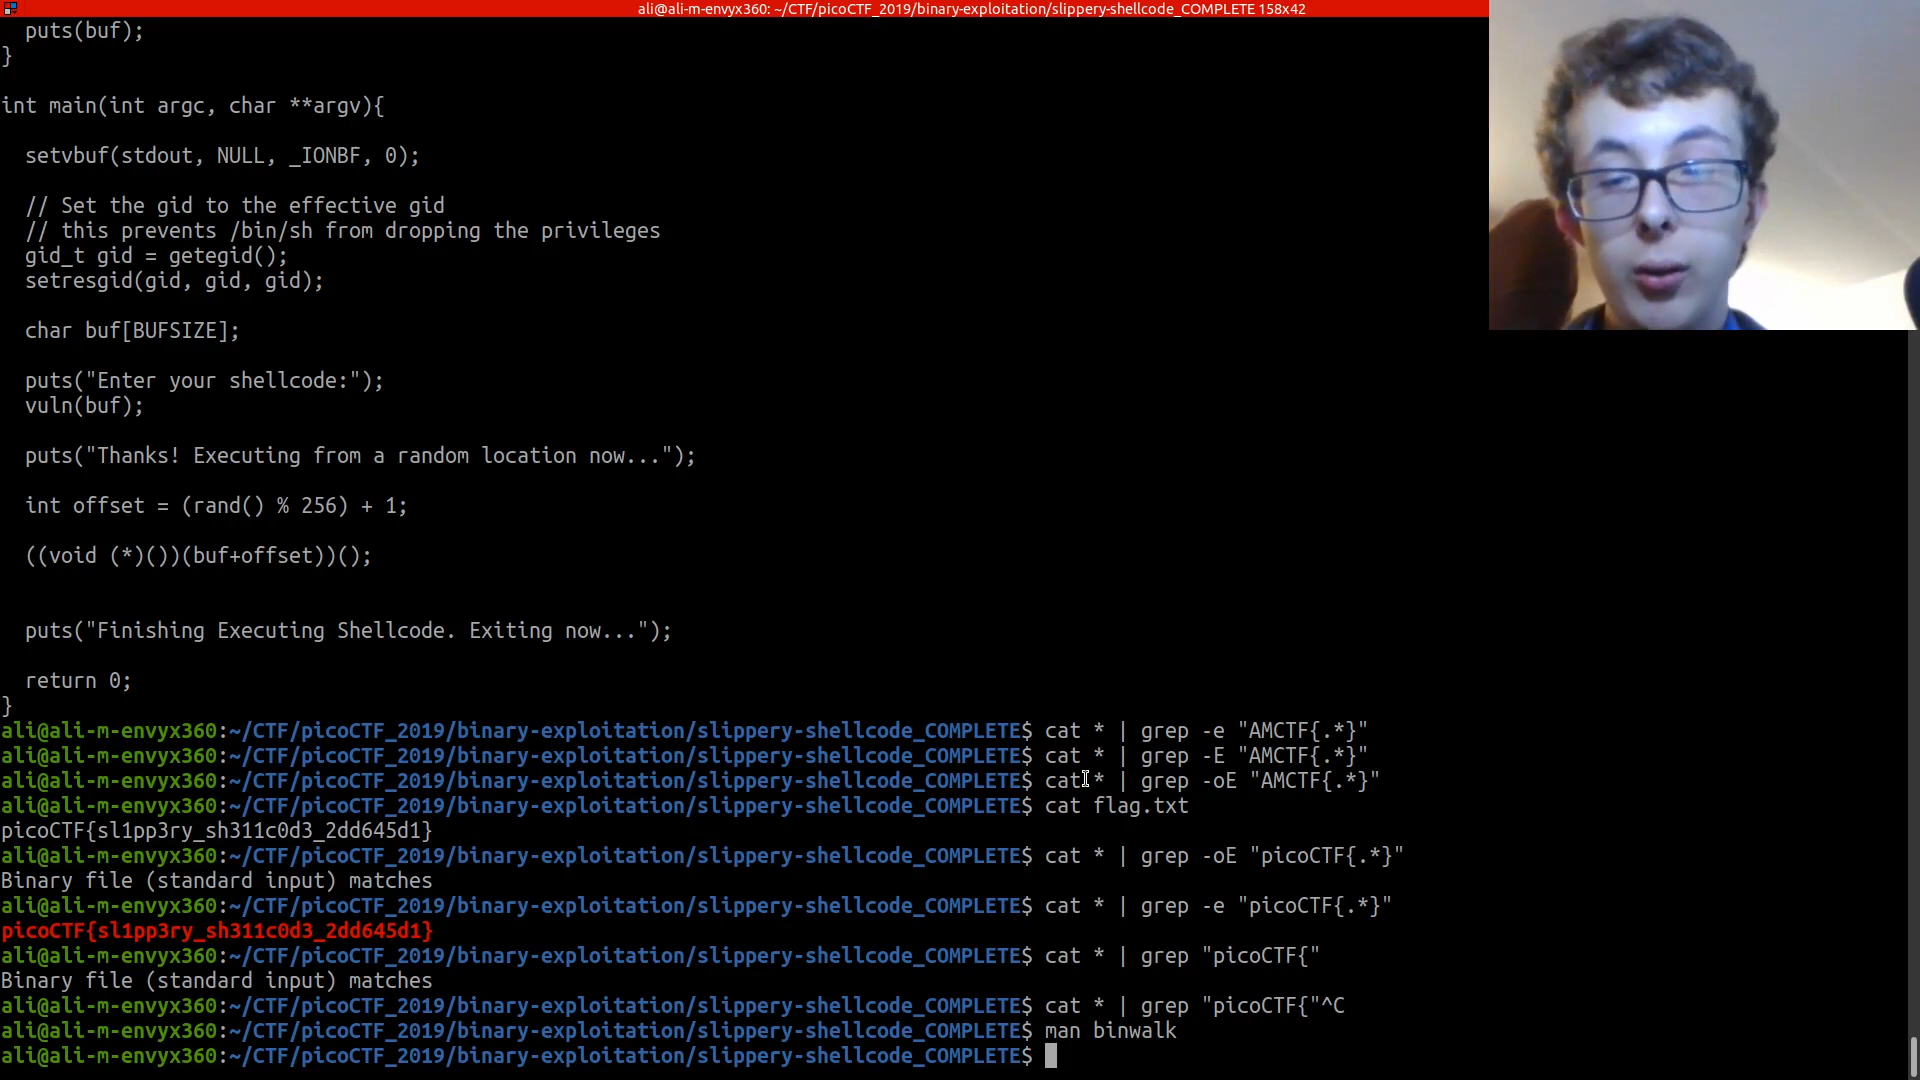 ali@ali-m-envyx360: ~/CTF/picoCTF_2019/binary-exploitation/slippery-shellcode_COMPLETE 158x42
  puts(buf);
}
int main(int argc, char **argv){
  setvbuf(stdout, NULL, _IONBF, 0);
  // Set the gid to the effective gid
  // this prevents /bin/sh from dropping the privileges
  gid_t gid = getegid();
  setresgid(gid, gid, gid);
  char buf[BUFSIZE];
  puts("Enter your shellcode:");
  vuln(buf);
  puts("Thanks! Executing from a random location now...");
  int offset = (rand() % 256) + 1;
  ((void (*)())(buf+offset))();
  puts("Finishing Executing Shellcode. Exiting now...");
  return 0;
}
ali@ali-m-envyx360:~/CTF/picoCTF_2019/binary-exploitation/slippery-shellcode_COMPLETE$ cat * | grep -e "AMCTF{.*}"
ali@ali-m-envyx360:~/CTF/picoCTF_2019/binary-exploitation/slippery-shellcode_COMPLETE$ cat * | grep -E "AMCTF{.*}"
ali@ali-m-envyx360:~/CTF/picoCTF_2019/binary-exploitation/slippery-shellcode_COMPLETE$ cat * | grep -oE "AMCTF{.*}"
ali@ali-m-envyx360:~/CTF/picoCTF_2019/binary-exploitation/slippery-shellcode_COMPLETE$ cat flag.txt
picoCTF{sl1pp3ry_sh311c0d3_2dd645d1}
ali@ali-m-envyx360:~/CTF/picoCTF_2019/binary-exploitation/slippery-shellcode_COMPLETE$ cat * | grep -oE "picoCTF{.*}"
Binary file (standard input) matches
ali@ali-m-envyx360:~/CTF/picoCTF_2019/binary-exploitation/slippery-shellcode_COMPLETE$ cat * | grep -e "picoCTF{.*}"
picoCTF{sl1pp3ry_sh311c0d3_2dd645d1}
ali@ali-m-envyx360:~/CTF/picoCTF_2019/binary-exploitation/slippery-shellcode_COMPLETE$ cat * | grep "picoCTF{"
Binary file (standard input) matches
ali@ali-m-envyx360:~/CTF/picoCTF_2019/binary-exploitation/slippery-shellcode_COMPLETE$ cat * | grep "picoCTF{"^C
ali@ali-m-envyx360:~/CTF/picoCTF_2019/binary-exploitation/slippery-shellcode_COMPLETE$ man binwalk
ali@ali-m-envyx360:~/CTF/picoCTF_2019/binary-exploitation/slippery-shellcode_COMPLETE$